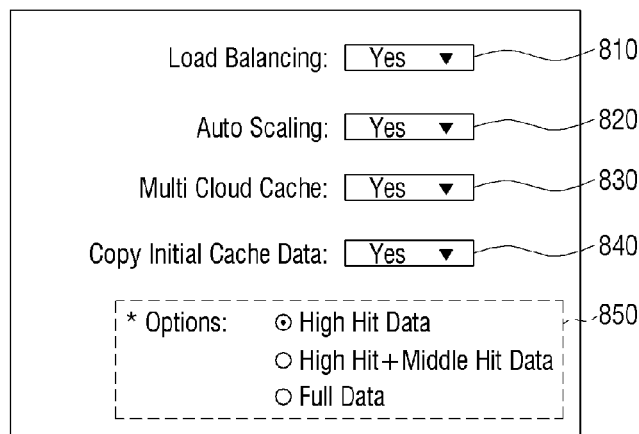 Load Balancing: Yes ▼ 810
Auto Scaling: Yes ▼ 820
Multi Cloud Cache: Yes ▼ 830
Copy Initial Cache Data: Yes ▼ 840
* Options: ⊙ High Hit Data 850
○ High Hit+Middle Hit Data
○ Full Data